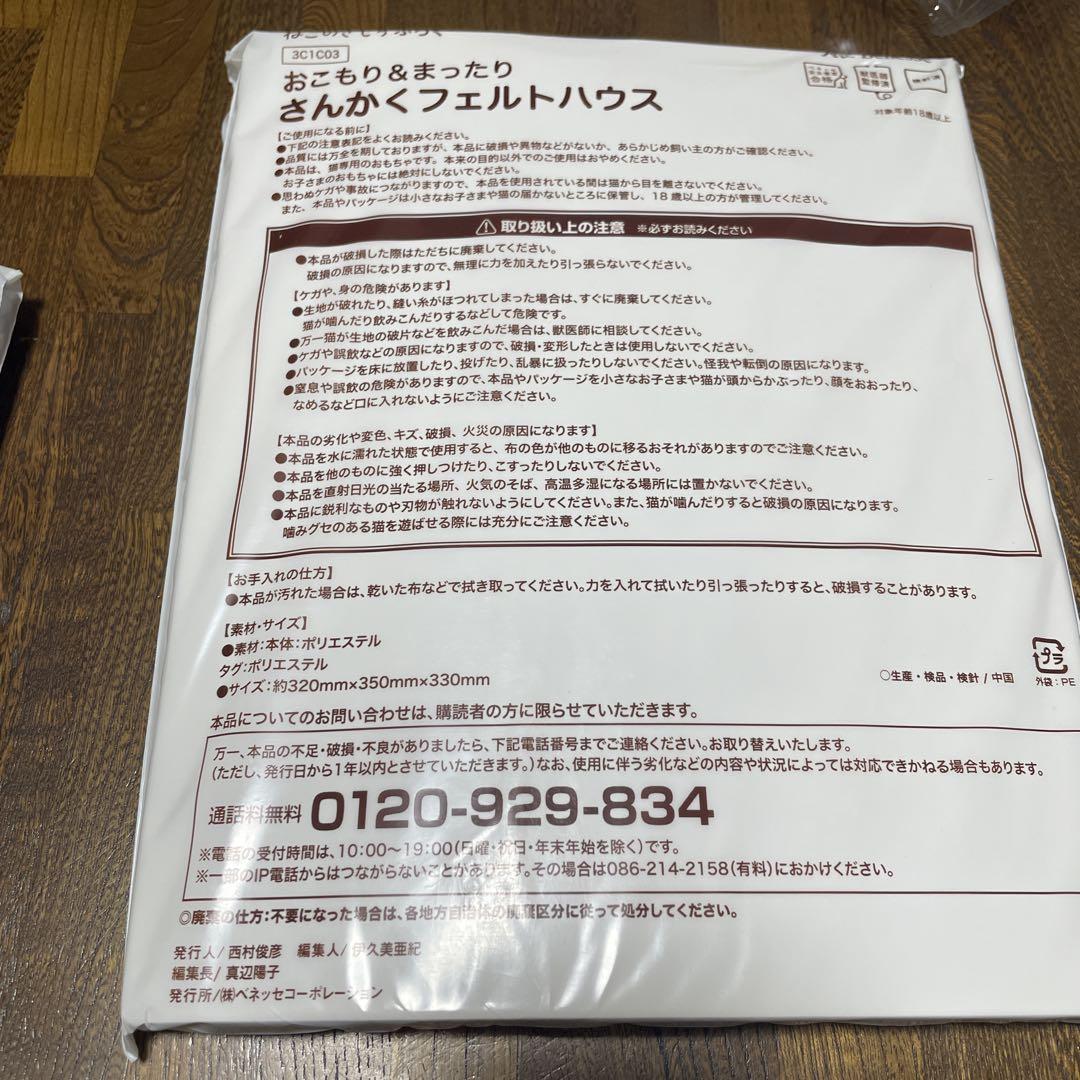 3C1C03
おこもり＆まったり
さんかくフェルトハウス
合格
獣医師
監修済
対象年齢18歳以上
【ご使用になる前に】
●下記の注意表記をよくお読みください。
●品質には万全を期しておりますが、本品に破損や異物などがないか、あらかじめ飼い主の方がご確認ください。
●本品は、猫専用のおもちゃです。本来の目的以外でのご使用はおやめください。
お子さまのおもちゃには絶対にしないでください。
●思わぬケガや事故につながりますので、本品を使用されている間は猫から目を離さないでください。
また、本品やパッケージは小さなお子さまや猫の届かないところに保管し、18歳以上の方が管理してください。
⚠取り扱い上の注意 ※必ずお読みください
●本品が破損した際はただちに廃棄してください。
破損の原因になりますので、無理に力を加えたり引っ張らないでください。
【ケガや、身の危険があります】
●生地が破れたり、縫い糸がほつれてしまった場合は、すぐに廃棄してください。
猫が噛んだり飲みこんだりするなどして危険です。
●万一猫が生地の破片などを飲みこんだ場合は、獣医師に相談してください。
●ケガや誤飲などの原因になりますので、破損・変形したときは使用しないでください。
●パッケージを床に放置したり、投げたり、乱暴に扱ったりしないでください。怪我や転倒の原因になります。
●窒息や誤飲の危険がありますので、本品やパッケージを小さなお子さまや猫が頭からかぶったり、顔をおおったり、
なめるなど口に入れないようにご注意ください。
【本品の劣化や変色、キズ、破損、火災の原因になります】
●本品を水に濡れた状態で使用すると、布の色が他のものに移るおそれがありますのでご注意ください。
●本品を他のものに強く押しつけたり、こすったりしないでください。
●本品を直射日光の当たる場所、火気のそば、高温多湿になる場所には置かないでください。
●本品に鋭利なものや刃物が触れないようにしてください。また、猫が噛んだりすると破損の原因になります。
噛みグセのある猫を遊ばせる際には充分にご注意ください。
【お手入れの仕方】
●本品が汚れた場合は、乾いた布などで拭き取ってください。力を入れて拭いたり引っ張ったりすると、破損することがあります。
【素材・サイズ】
●素材：本体：ポリエステル
タグ：ポリエステル
●サイズ：約320mm×350mm×330mm
○生産・検品・検針 / 中国
プラ
外袋：PE
本品についてのお問い合わせは、購読者の方に限らせていただきます。
万一、本品の不足・破損・不良がありましたら、下記電話番号までご連絡ください。お取り替えいたします。
(ただし、発行日から1年以内とさせていただきます。)なお、使用に伴う劣化などの内容や状況によっては対応できかねる場合もあります。
通話料無料 0120-929-834
※電話の受付時間は、10:00～19:00(日曜・祝日・年末年始を除く)です。
※一部のIP電話からはつながらないことがあります。その場合は086-214-2158(有料)におかけください。
◎廃棄の仕方：不要になった場合は、各地方自治体の廃棄区分に従って処分してください。
発行人/ 西村俊彦 編集人/ 伊久美亜紀
編集長/ 真辺陽子
発行所/㈱ベネッセコーポレーション